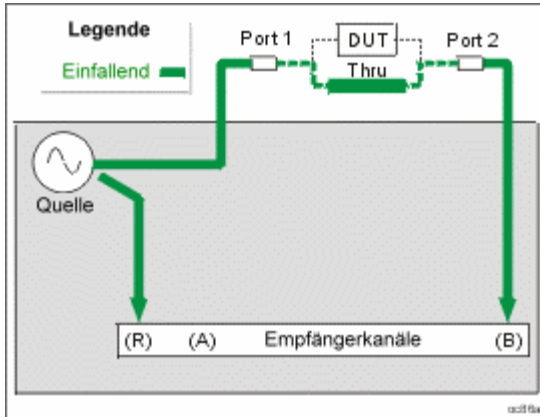 Legende
Einfallend
Port 1
DUT
Port 2
Thru
Quelle
(R) (A) Empfängerkanäle (B)